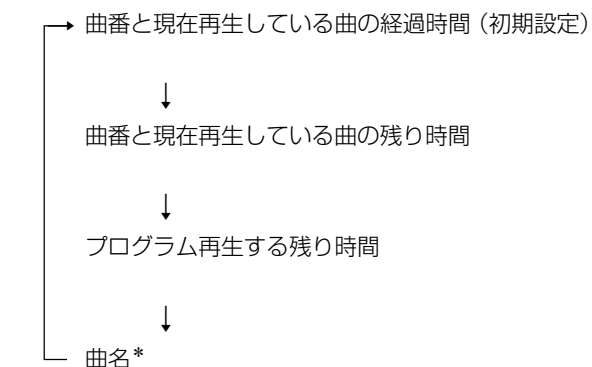 曲番と現在再生している曲の経過時間（初期設定）
曲番と現在再生している曲の残り時間
プログラム再生する残り時間
曲名*